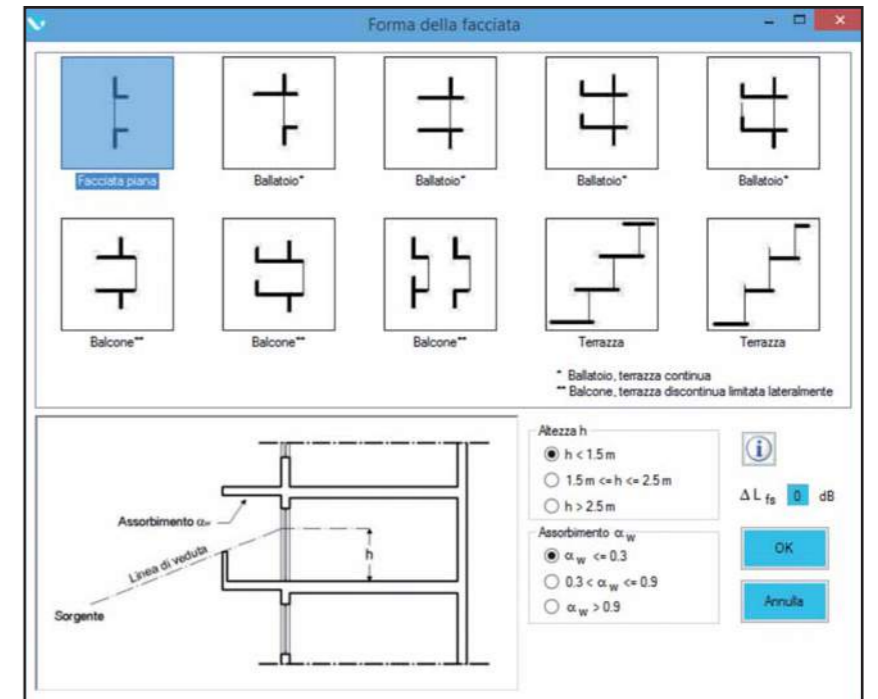 Forma della facciata
Facciata piana
Ballatoio*
Ballatoio*
Ballatoio*
Ballatoio*
Balcone**
Balcone**
Balcone**
Terrazza
Terrazza
* Ballatoio, terrazza continua
** Balcone, terrazza discontinua limitata lateralmente
Assorbimento αw
Linea di veduta
h
Sorgente
Altezza h
h < 1.5 m
1.5 m <= h <= 2.5 m
h > 2.5 m
Assorbimento α w
α w <= 0.3
0.3 < α w <= 0.9
α w > 0.9
i
Δ L fs 0 dB
OK
Annulla